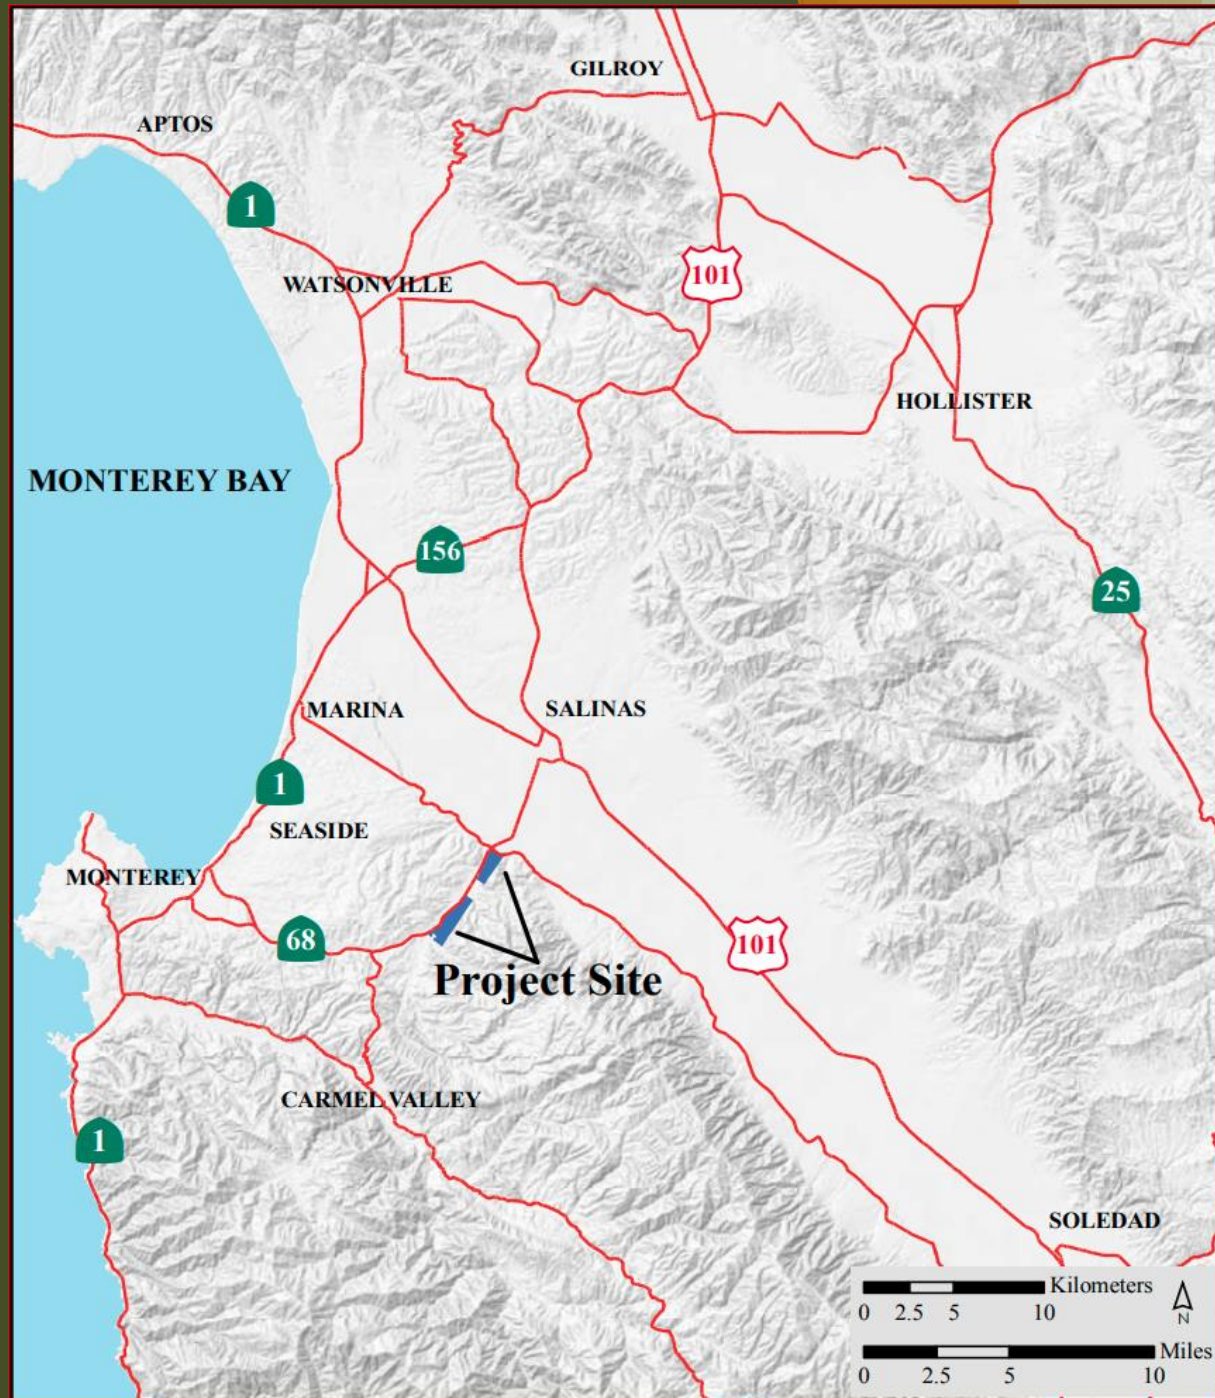 GILROY
APTOS
1
WATSONVILLE
101
HOLLISTER
MONTEREY BAY
156
25
MARINA
SALINAS
1
SEASIDE
MONTEREY
68
101
Project Site
CARMEL VALLEY
1
SOLEDAD
Kilometers
0 2.5 5 10
N
Miles
0 2.5 5 10